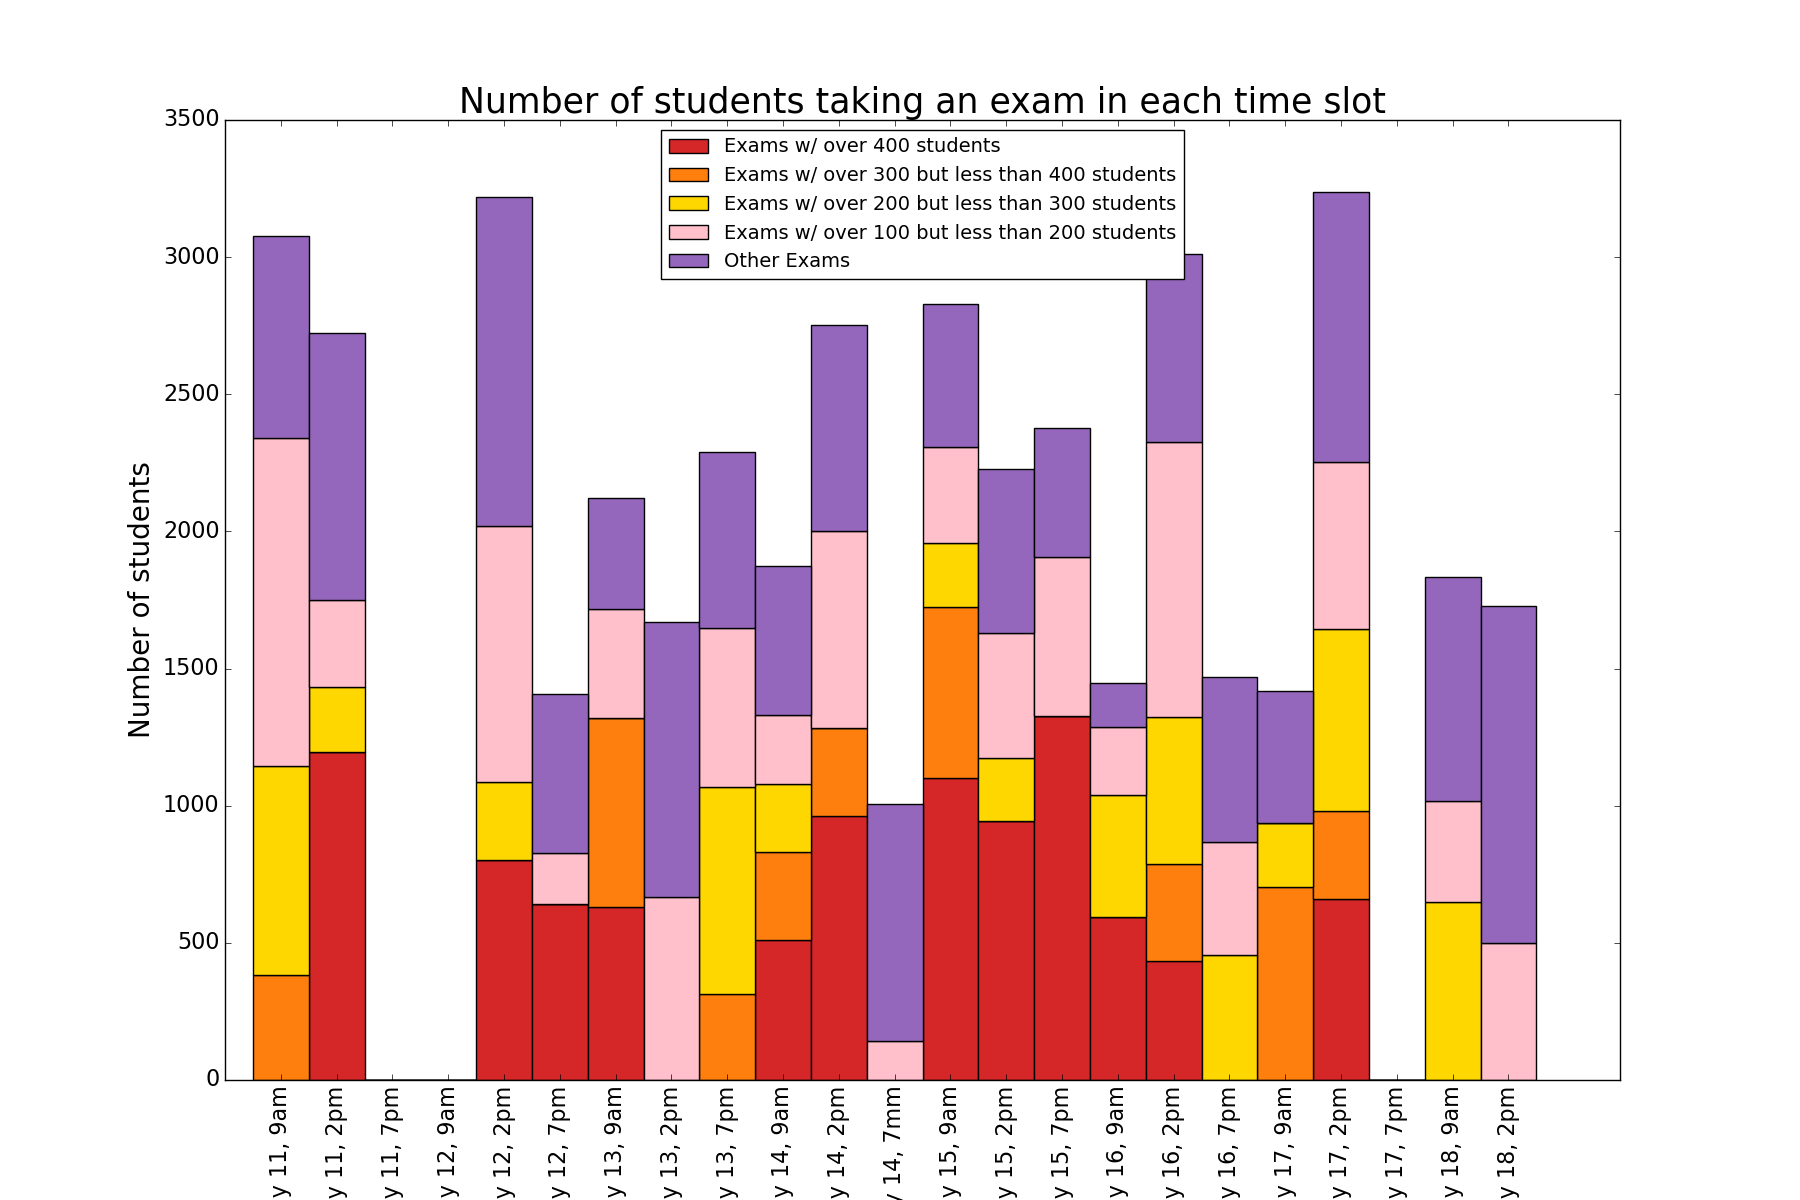 Number of students taking an exam in each time slot
Exams w/ over 400 students
Exams w/ over 300 but less than 400 students
Exams w/ over 200 but less than 300 students
Exams w/ over 100 but less than 200 students
Other Exams
Number of students
3500
3000
2500
2000
1500
1000
500
0
y 11, 9am
y 11, 2pm
y 11, 7pm
y 12, 9am
y 12, 2pm
y 12, 7pm
y 13, 9am
y 13, 2pm
y 13, 7pm
y 14, 9am
y 14, 2pm
y 14, 7mm
y 15, 9am
y 15, 2pm
y 15, 7pm
y 16, 9am
y 16, 2pm
y 16, 7pm
y 17, 9am
y 17, 2pm
y 17, 7pm
y 18, 9am
y 18, 2pm